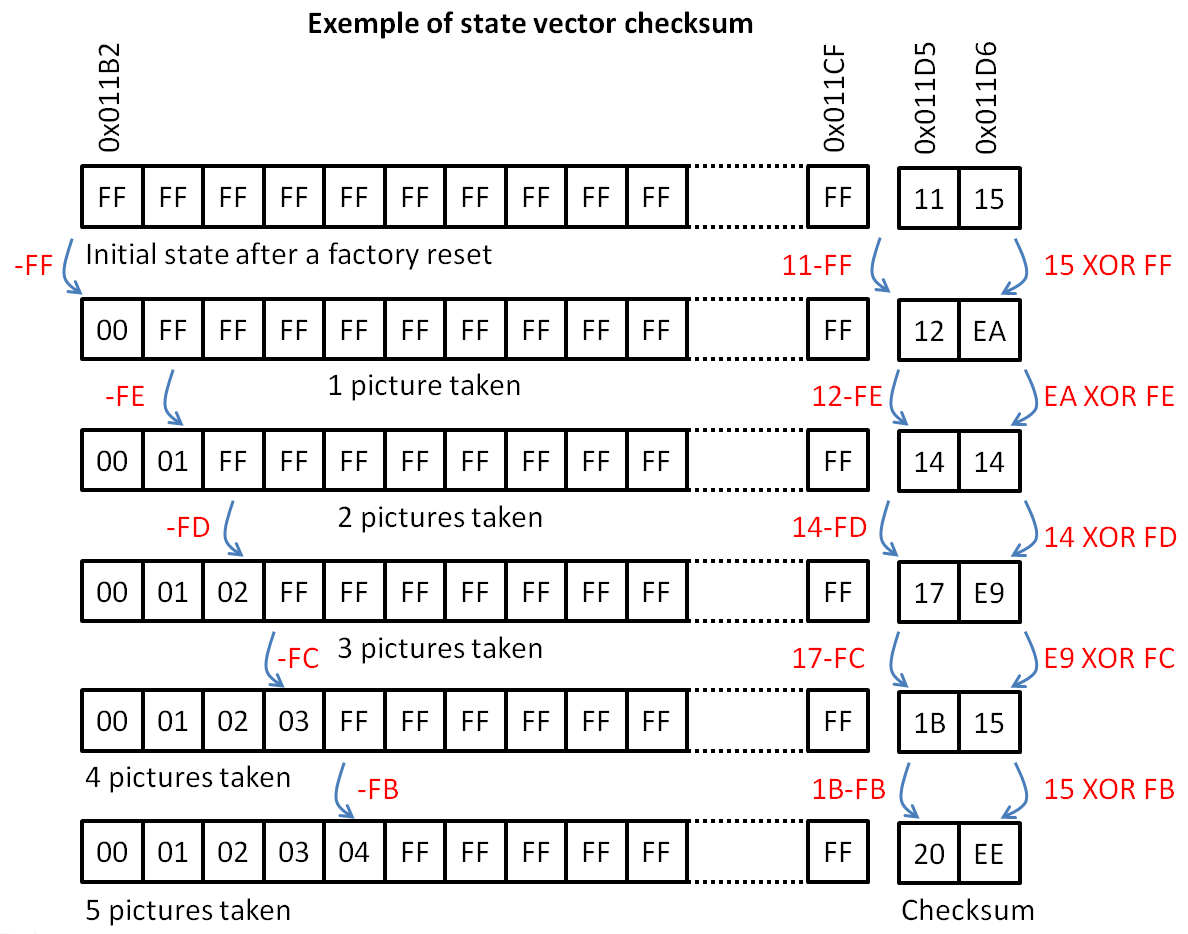 Exemple of state vector checksum
0x011B2
0x011CF
0x011D5
0x011D6
FF FF FF FF FF FF FF FF FF FF FF 11 15
Initial state after a factory reset
-FF
11-FF
15 XOR FF
00 FF FF FF FF FF FF FF FF FF FF 12 EA
1 picture taken
-FE
12-FE
EA XOR FE
00 01 FF FF FF FF FF FF FF FF FF 14 14
2 pictures taken
-FD
14-FD
14 XOR FD
00 01 02 FF FF FF FF FF FF FF FF 17 E9
3 pictures taken
-FC
17-FC
E9 XOR FC
00 01 02 03 FF FF FF FF FF FF FF 1B 15
4 pictures taken
-FB
1B-FB
15 XOR FB
00 01 02 03 04 FF FF FF FF FF FF 20 EE
5 pictures taken
Checksum